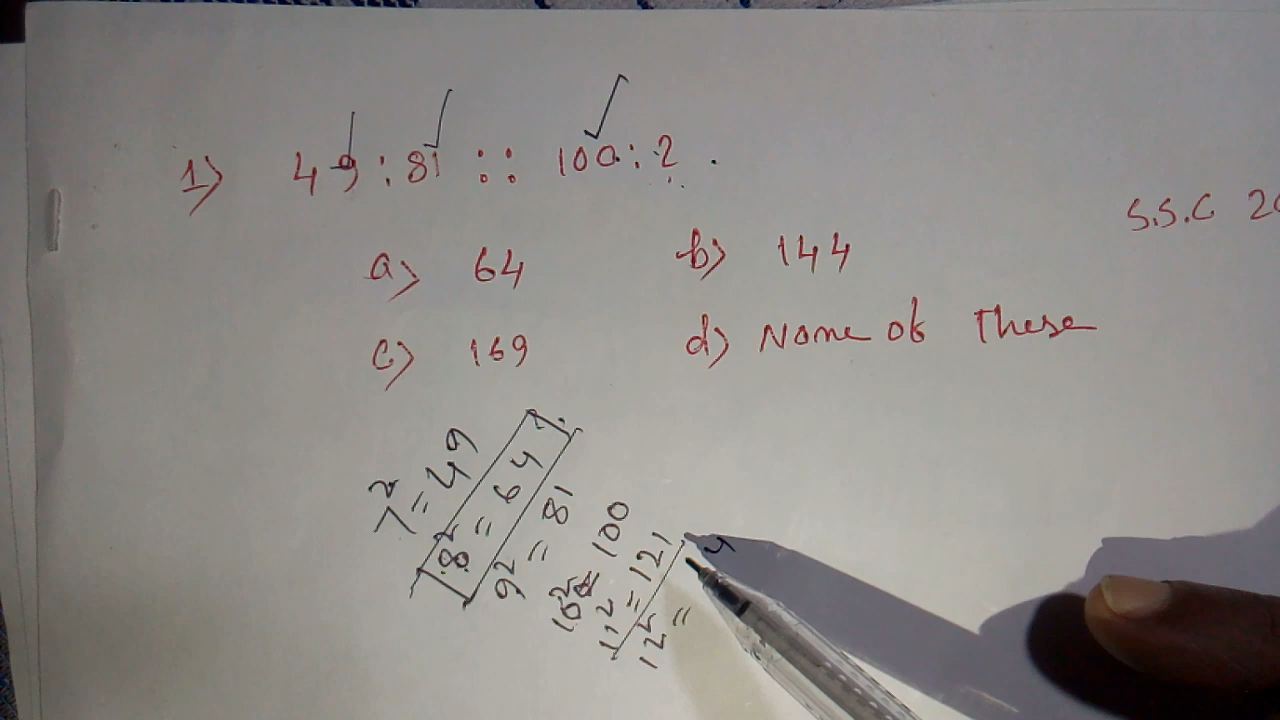 1) 49 : 81 :: 100 : ? .
S.S.C 20
a) 64 b) 144
c) 169 d) None of These
7² = 49
8² = 64
9² = 81
10² = 100
11² = 121
12² = 4